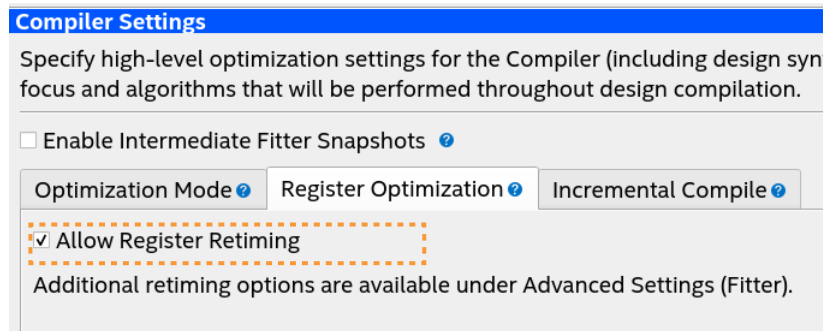 Compiler Settings
Specify high-level optimization settings for the Compiler (including design syn
focus and algorithms that will be performed throughout design compilation.
Enable Intermediate Fitter Snapshots ?
Optimization Mode ? Register Optimization ? Incremental Compile ?
Allow Register Retiming
Additional retiming options are available under Advanced Settings (Fitter).